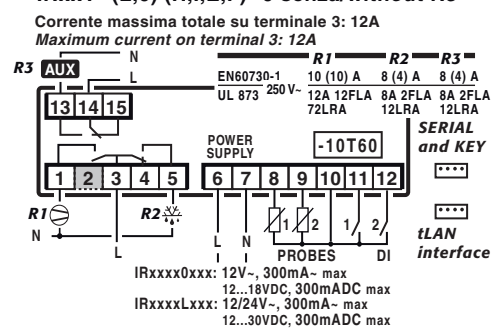 Corrente massima totale su terminale 3: 12A
Maximum current on terminal 3: 12A
N
R1 R2 R3
R3 AUX
L
EN60730-1 250 V~ 10 (10) A 8 (4) A 8 (4) A
UL 873 12A 12FLA 8A 2FLA 8A 2FLA
72LRA 12LRA 12LRA
13 14 15
SERIAL
and KEY
POWER
SUPPLY
-10T60
1 2 3 4 5 6 7 8 9 10 11 12
R1 R2 1 2 1 2
N L L N PROBES DI
tLAN
interface
IRxxxx0xxx: 12V~, 300mA~ max
12...18VDC, 300mADC max
IRxxxxLxxx: 12/24V~, 300mA~ max
12...30VDC, 300mADC max